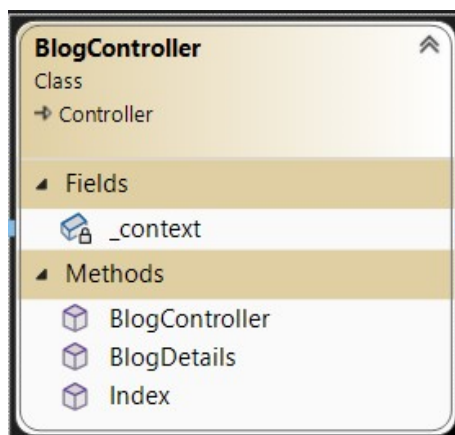 BlogController
Class
Controller
Fields
_context
Methods
BlogController
BlogDetails
Index